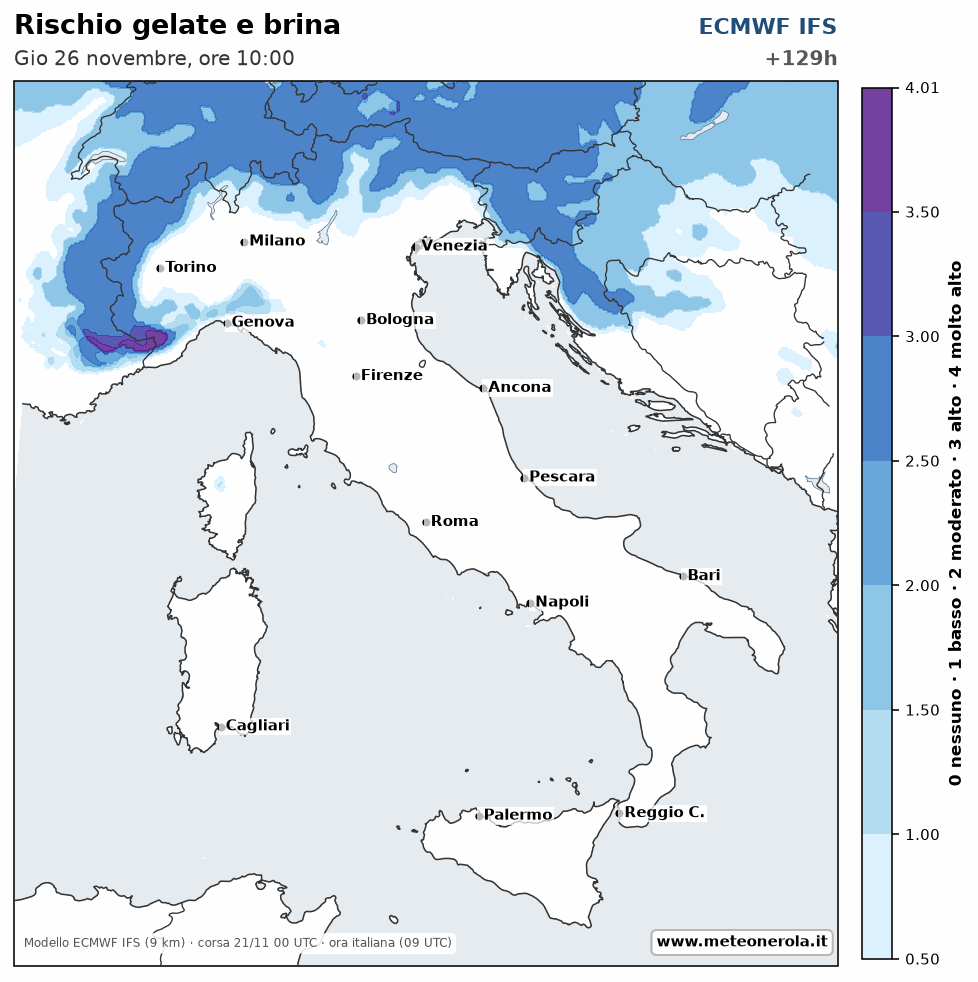 Rischio gelate e brina
ECMWF IFS
Gio 26 novembre, ore 10:00
+129h
4.01
3.50
3.00
2.50
2.00
1.50
1.00
0.50
0 nessuno · 1 basso · 2 moderato · 3 alto · 4 molto alto
Milano
Venezia
Torino
Bologna
Genova
Firenze
Ancona
Pescara
Roma
Bari
Napoli
Cagliari
Palermo
Reggio C.
Modello ECMWF IFS (9 km) · corsa 21/11 00 UTC · ora italiana (09 UTC)
www.meteonerola.it